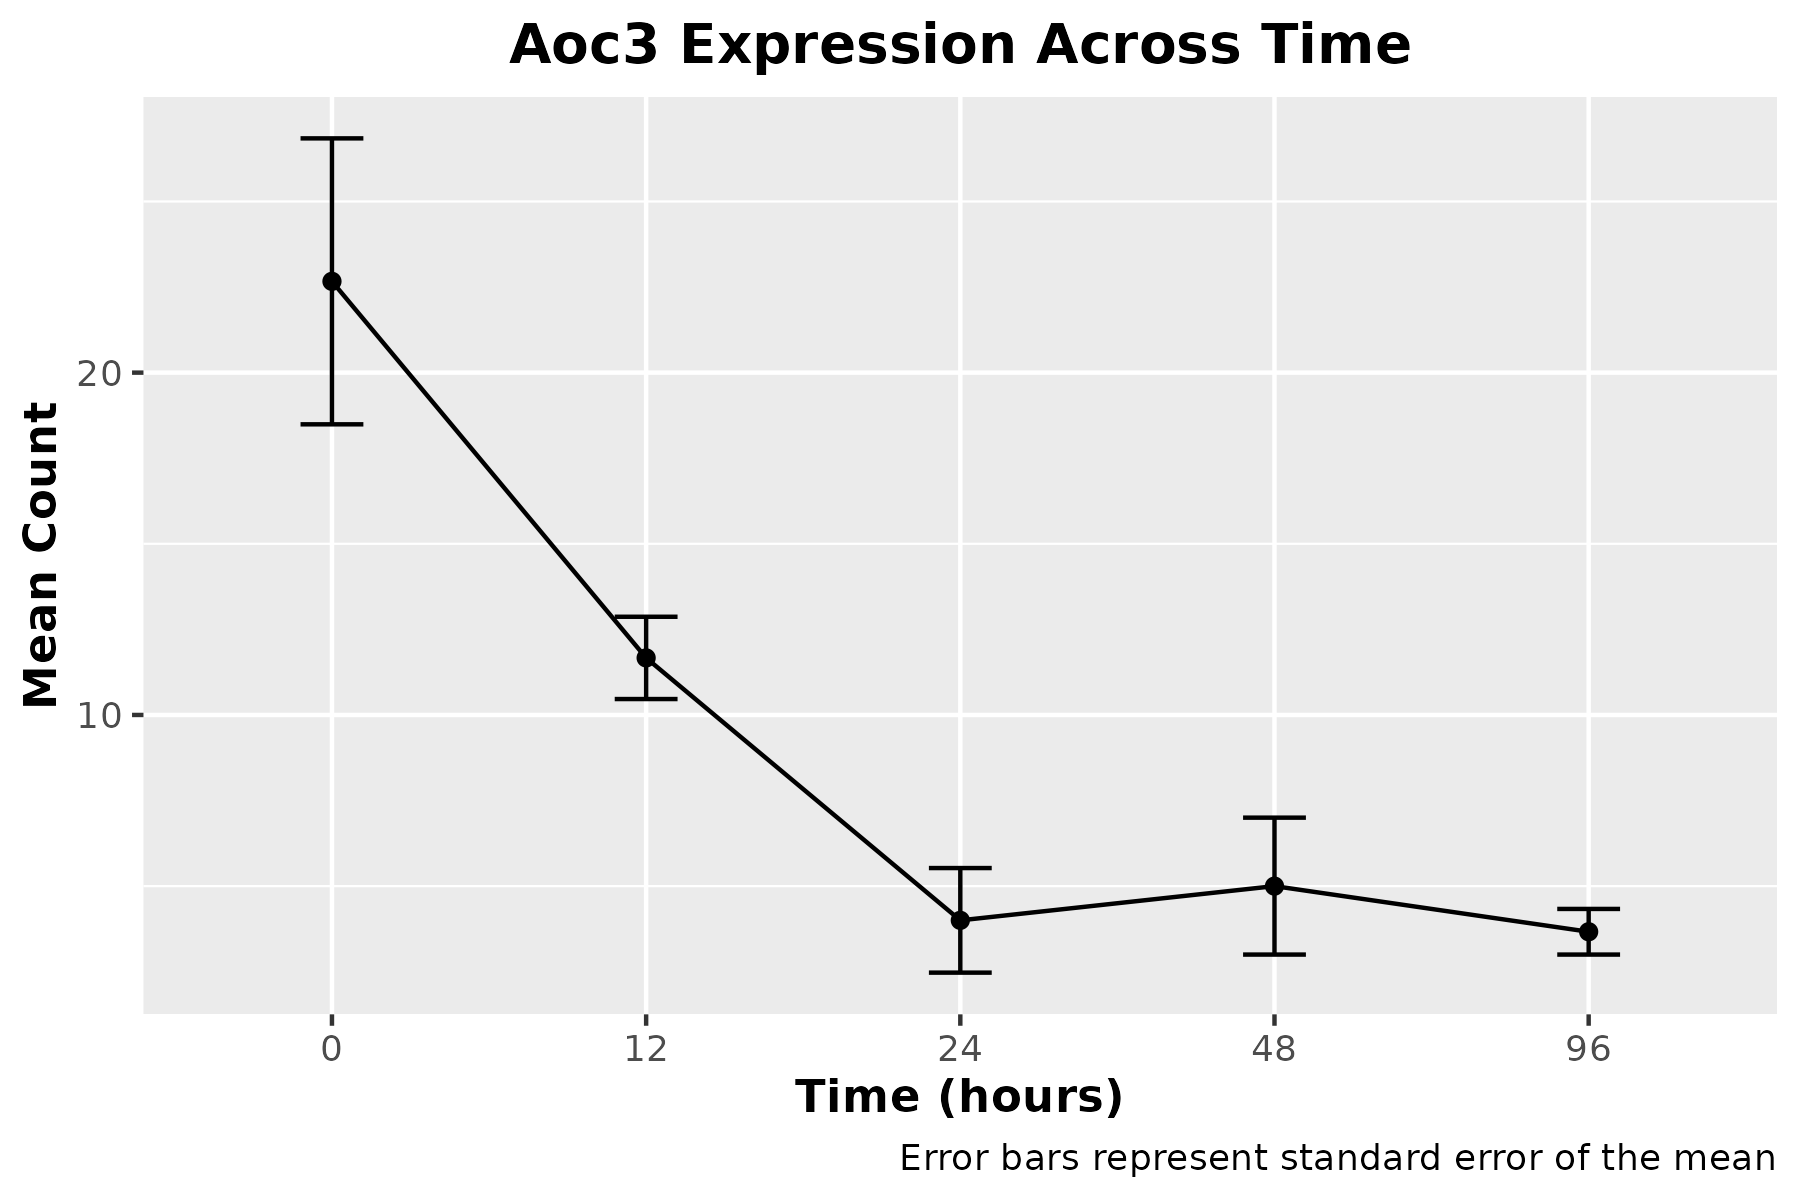 Aoc3 Expression Across Time
Mean Count
20
10
0 12 24 48 96
Time (hours)
Error bars represent standard error of the mean